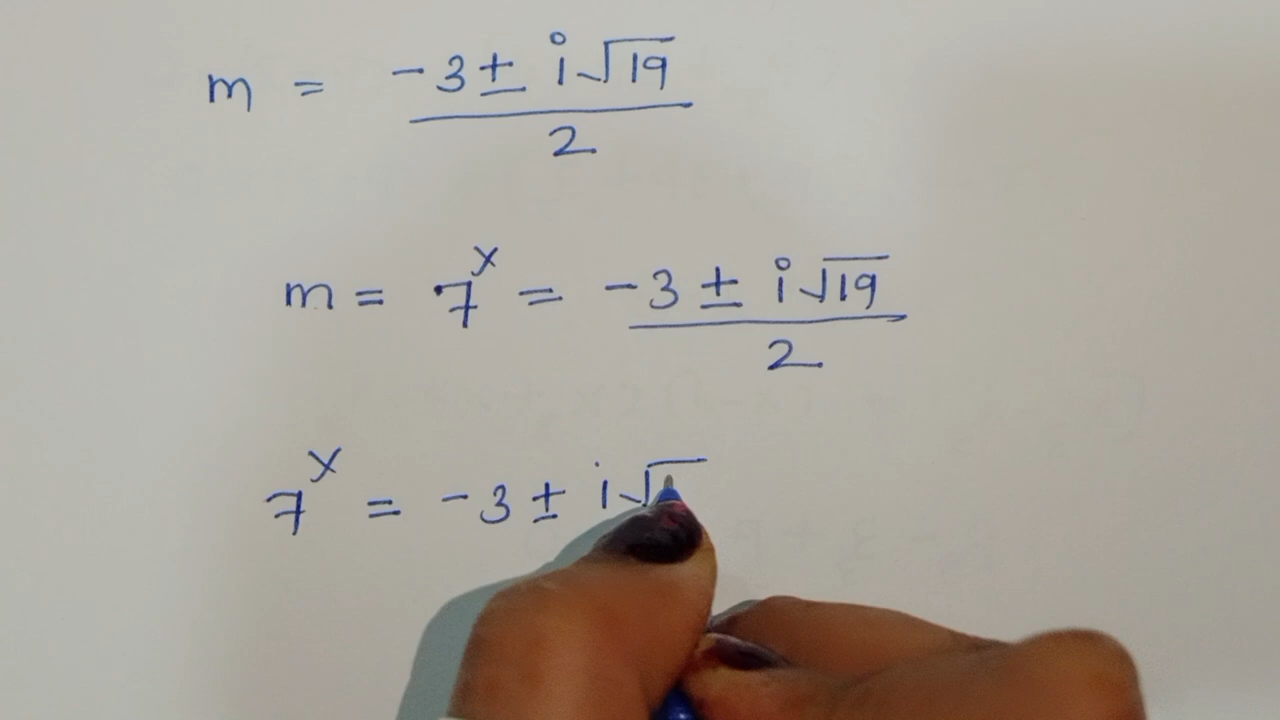 m = -3 ± i√19 / 2
m = 7^x = -3 ± i√19 / 2
7^x = -3 ± i√